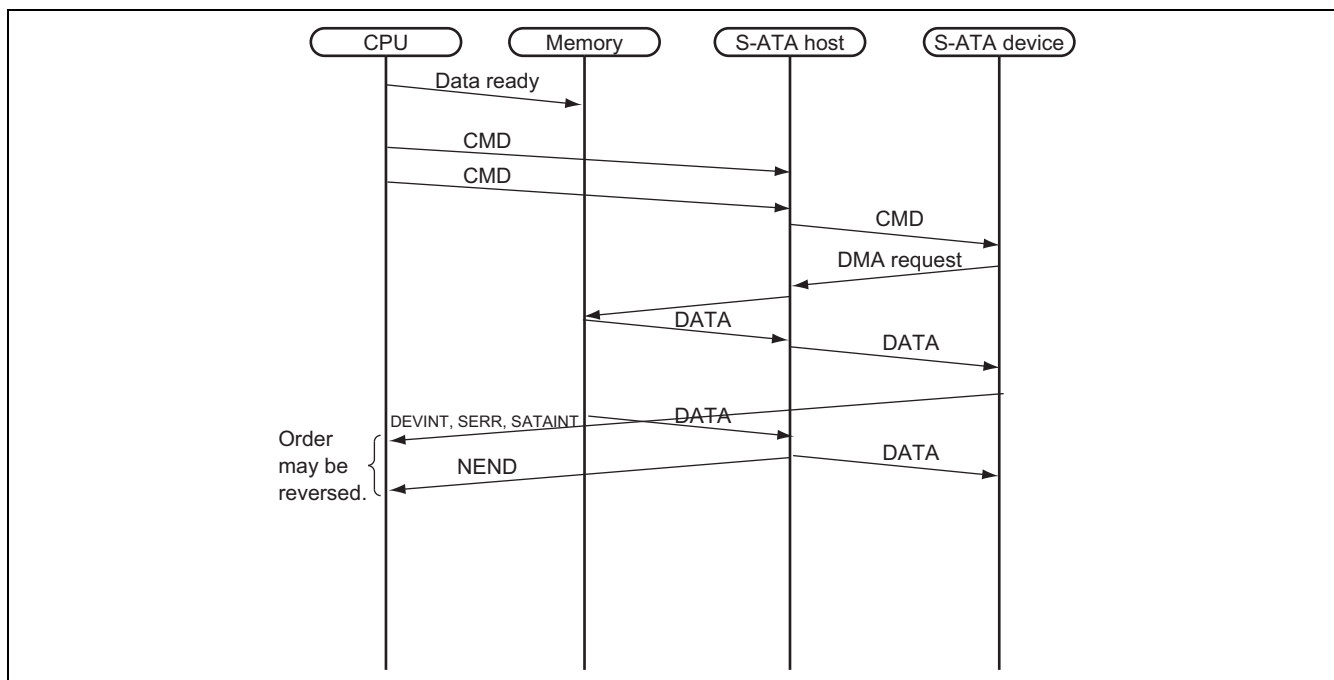 CPU
Memory
S-ATA host
S-ATA device
Data ready
CMD
CMD
CMD
DMA request
DATA
DATA
DEVINT, SERR, SATAINT
DATA
Order
may be
reversed.
NEND
DATA